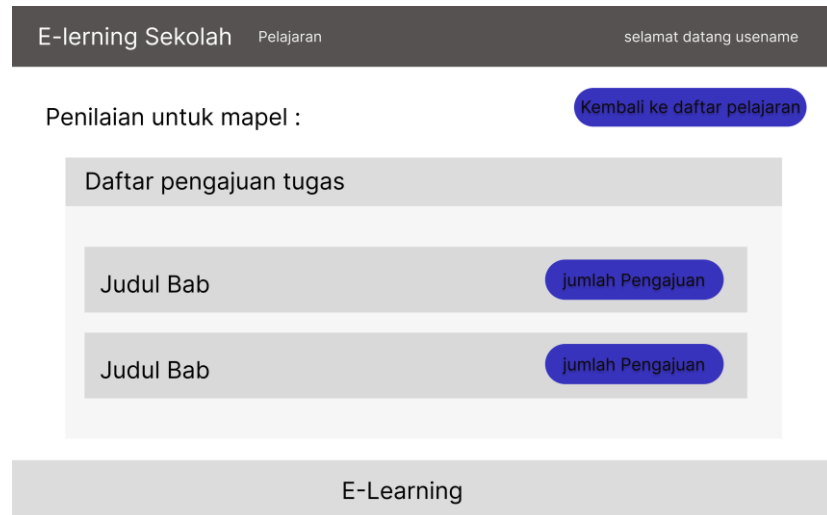 E-lerning Sekolah Pelajaran selamat datang usename
Penilaian untuk mapel : Kembali ke daftar pelajaran
Daftar pengajuan tugas
Judul Bab jumlah Pengajuan
Judul Bab jumlah Pengajuan
E-Learning